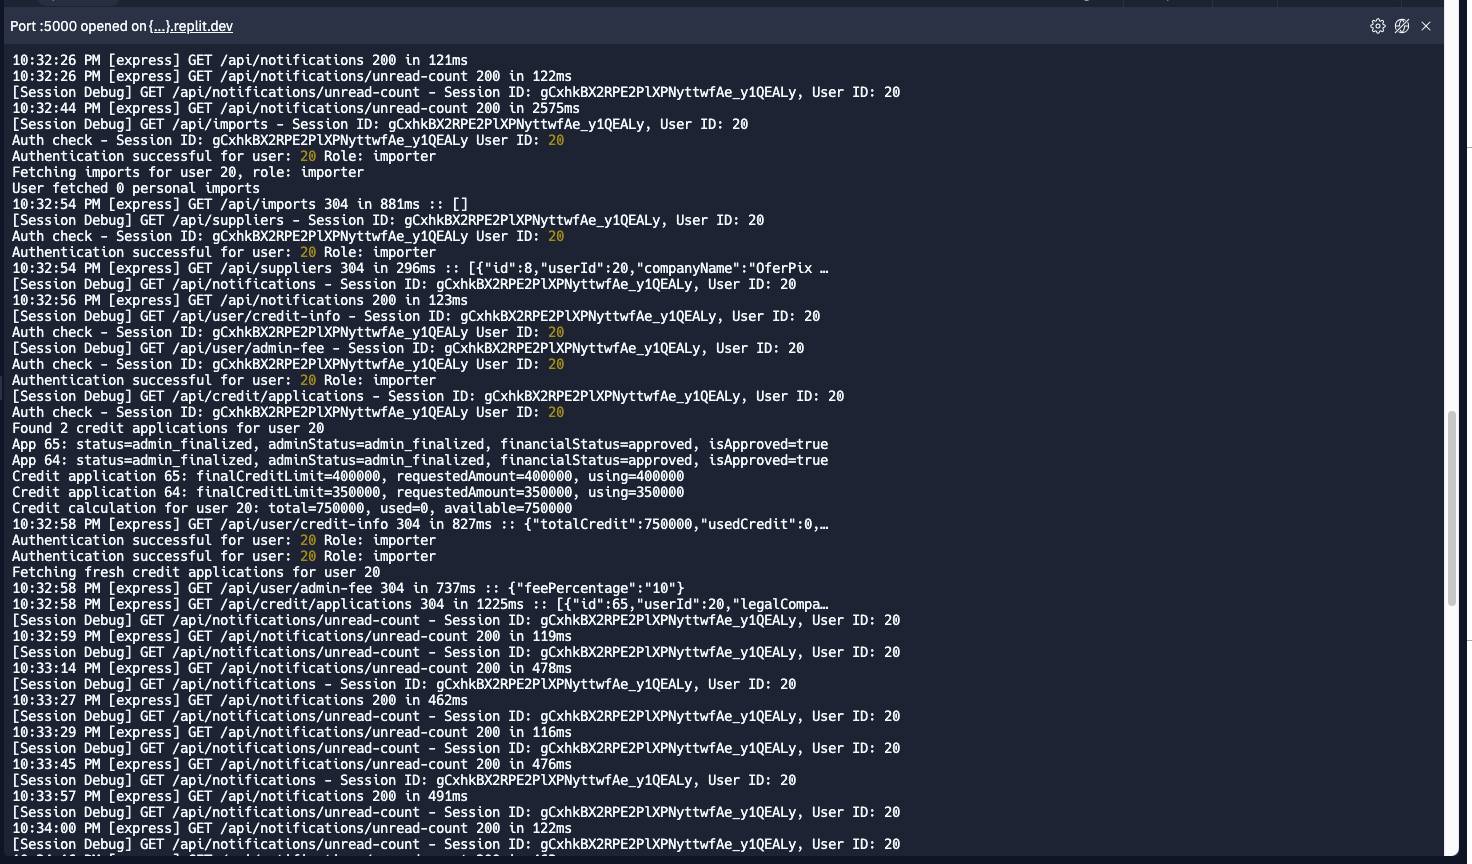 Port :5000 opened on {...}.replit.dev
10:32:26 PM [express] GET /api/notifications 200 in 121ms
10:32:26 PM [express] GET /api/notifications/unread-count 200 in 122ms
[Session Debug] GET /api/notifications/unread-count - Session ID: gCxhkBX2RPE2PlXPNyttwfAe_y1QEALy, User ID: 20
10:32:44 PM [express] GET /api/notifications/unread-count 200 in 2575ms
[Session Debug] GET /api/imports - Session ID: gCxhkBX2RPE2PlXPNyttwfAe_y1QEALy, User ID: 20
Auth check - Session ID: gCxhkBX2RPE2PlXPNyttwfAe_y1QEALy User ID: 20
Authentication successful for user: 20 Role: importer
Fetching imports for user 20, role: importer
User fetched 0 personal imports
10:32:54 PM [express] GET /api/imports 304 in 881ms :: []
[Session Debug] GET /api/suppliers - Session ID: gCxhkBX2RPE2PlXPNyttwfAe_y1QEALy, User ID: 20
Auth check - Session ID: gCxhkBX2RPE2PlXPNyttwfAe_y1QEALy User ID: 20
Authentication successful for user: 20 Role: importer
10:32:54 PM [express] GET /api/suppliers 304 in 296ms :: [{"id":8,"userId":20,"companyName":"OferPix …
[Session Debug] GET /api/notifications - Session ID: gCxhkBX2RPE2PlXPNyttwfAe_y1QEALy, User ID: 20
10:32:56 PM [express] GET /api/notifications 200 in 123ms
[Session Debug] GET /api/user/credit-info - Session ID: gCxhkBX2RPE2PlXPNyttwfAe_y1QEALy, User ID: 20
Auth check - Session ID: gCxhkBX2RPE2PlXPNyttwfAe_y1QEALy User ID: 20
[Session Debug] GET /api/user/admin-fee - Session ID: gCxhkBX2RPE2PlXPNyttwfAe_y1QEALy, User ID: 20
Auth check - Session ID: gCxhkBX2RPE2PlXPNyttwfAe_y1QEALy User ID: 20
Authentication successful for user: 20 Role: importer
[Session Debug] GET /api/credit/applications - Session ID: gCxhkBX2RPE2PlXPNyttwfAe_y1QEALy, User ID: 20
Auth check - Session ID: gCxhkBX2RPE2PlXPNyttwfAe_y1QEALy User ID: 20
Found 2 credit applications for user 20
App 65: status=admin_finalized, adminStatus=admin_finalized, financialStatus=approved, isApproved=true
App 64: status=admin_finalized, adminStatus=admin_finalized, financialStatus=approved, isApproved=true
Credit application 65: finalCreditLimit=400000, requestedAmount=400000, using=400000
Credit application 64: finalCreditLimit=350000, requestedAmount=350000, using=350000
Credit calculation for user 20: total=750000, used=0, available=750000
10:32:58 PM [express] GET /api/user/credit-info 304 in 827ms :: {"totalCredit":750000,"usedCredit":0,…
Authentication successful for user: 20 Role: importer
Authentication successful for user: 20 Role: importer
Fetching fresh credit applications for user 20
10:32:58 PM [express] GET /api/user/admin-fee 304 in 737ms :: {"feePercentage":"10"}
10:32:58 PM [express] GET /api/credit/applications 304 in 1225ms :: [{"id":65,"userId":20,"legalCompa…
[Session Debug] GET /api/notifications/unread-count - Session ID: gCxhkBX2RPE2PlXPNyttwfAe_y1QEALy, User ID: 20
10:32:59 PM [express] GET /api/notifications/unread-count 200 in 119ms
[Session Debug] GET /api/notifications/unread-count - Session ID: gCxhkBX2RPE2PlXPNyttwfAe_y1QEALy, User ID: 20
10:33:14 PM [express] GET /api/notifications/unread-count 200 in 478ms
[Session Debug] GET /api/notifications - Session ID: gCxhkBX2RPE2PlXPNyttwfAe_y1QEALy, User ID: 20
10:33:27 PM [express] GET /api/notifications 200 in 462ms
[Session Debug] GET /api/notifications/unread-count - Session ID: gCxhkBX2RPE2PlXPNyttwfAe_y1QEALy, User ID: 20
10:33:29 PM [express] GET /api/notifications/unread-count 200 in 116ms
[Session Debug] GET /api/notifications/unread-count - Session ID: gCxhkBX2RPE2PlXPNyttwfAe_y1QEALy, User ID: 20
10:33:45 PM [express] GET /api/notifications/unread-count 200 in 476ms
[Session Debug] GET /api/notifications - Session ID: gCxhkBX2RPE2PlXPNyttwfAe_y1QEALy, User ID: 20
10:33:57 PM [express] GET /api/notifications 200 in 491ms
[Session Debug] GET /api/notifications/unread-count - Session ID: gCxhkBX2RPE2PlXPNyttwfAe_y1QEALy, User ID: 20
10:34:00 PM [express] GET /api/notifications/unread-count 200 in 122ms
[Session Debug] GET /api/notifications/unread-count - Session ID: gCxhkBX2RPE2PlXPNyttwfAe_y1QEALy, User ID: 20